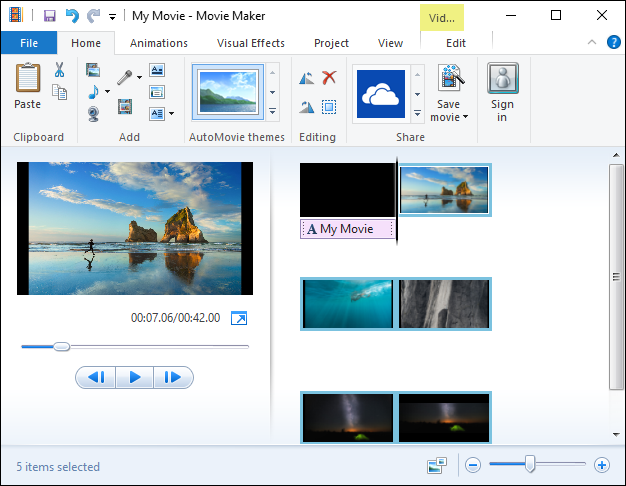 My Movie - Movie Maker
Vid...
File
Home
Animations
Visual Effects
Project
View
Edit
Paste
Clipboard
Add
AutoMovie themes
Editing
Save
movie
Share
Sign
in
A My Movie
00:07.06/00:42.00
5 items selected